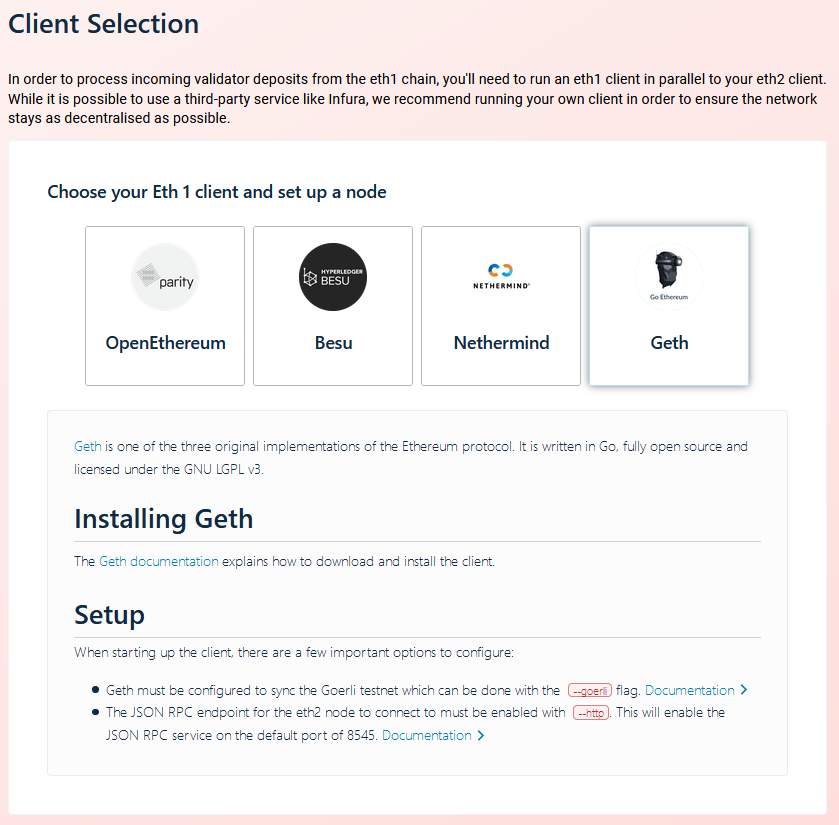 Client Selection
In order to process incoming validator deposits from the eth1 chain, you'll need to run an eth1 client in parallel to your eth2 client.
While it is possible to use a third-party service like Infura, we recommend running your own client in order to ensure the network
stays as decentralised as possible.
Choose your Eth 1 client and set up a node
parity
HYPERLEDGER
BESU
NETHERMIND
Go Ethereum
OpenEthereum
Besu
Nethermind
Geth
Geth is one of the three original implementations of the Ethereum protocol. It is written in Go, fully open source and
licensed under the GNU LGPL v3.
Installing Geth
The Geth documentation explains how to download and install the client.
Setup
When starting up the client, there are a few important options to configure:
Geth must be configured to sync the Goerli testnet which can be done with the --goerli flag. Documentation
The JSON RPC endpoint for the eth2 node to connect to must be enabled with --http. This will enable the
JSON RPC service on the default port of 8545. Documentation